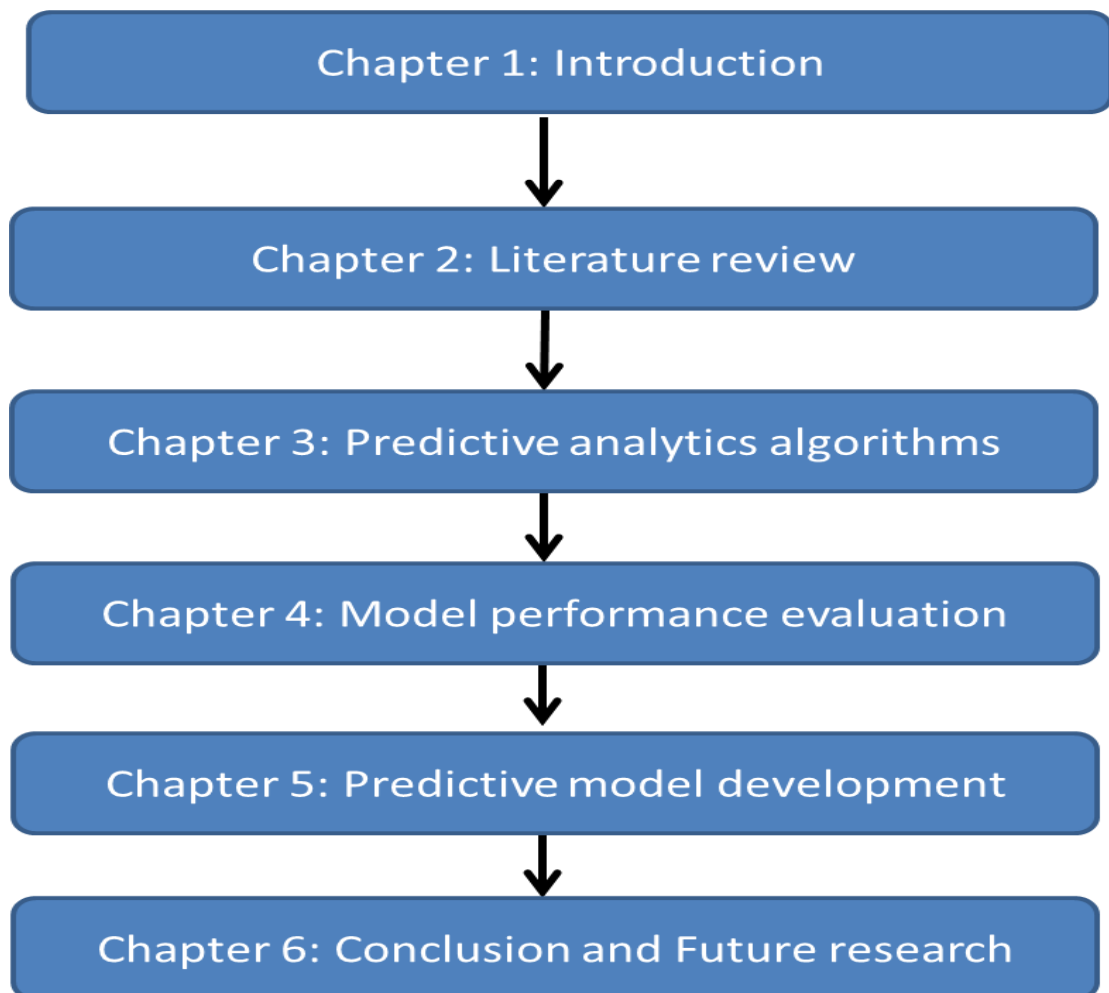 Chapter 1: Introduction
Chapter 2: Literature review
Chapter 3: Predictive analytics algorithms
Chapter 4: Model performance evaluation
Chapter 5: Predictive model development
Chapter 6: Conclusion and Future research